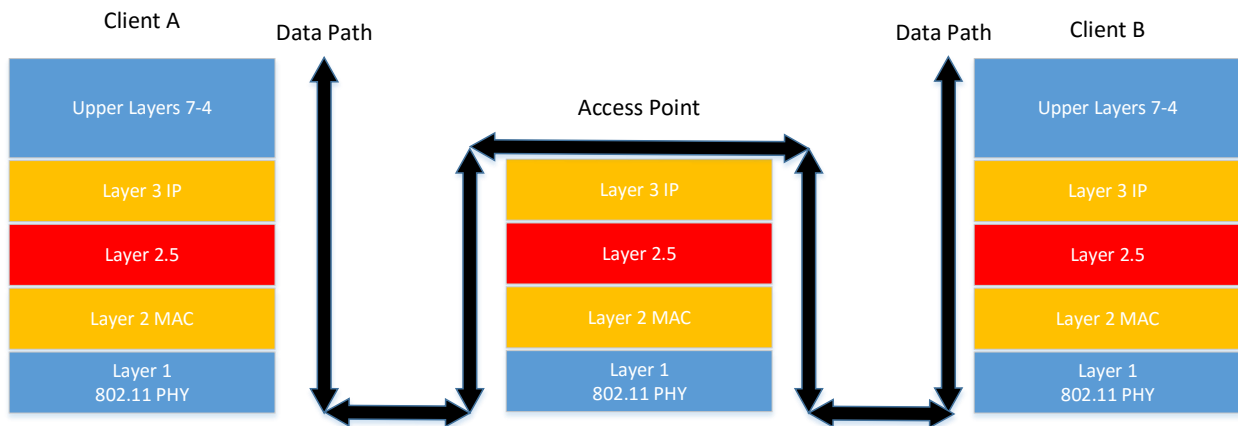 Client A
Data Path
Data Path
Client B
Access Point
Upper Layers 7-4
Layer 3 IP
Layer 2.5
Layer 2 MAC
Layer 1
802.11 PHY
Layer 3 IP
Layer 2.5
Layer 2 MAC
Layer 1
802.11 PHY
Upper Layers 7-4
Layer 3 IP
Layer 2.5
Layer 2 MAC
Layer 1
802.11 PHY